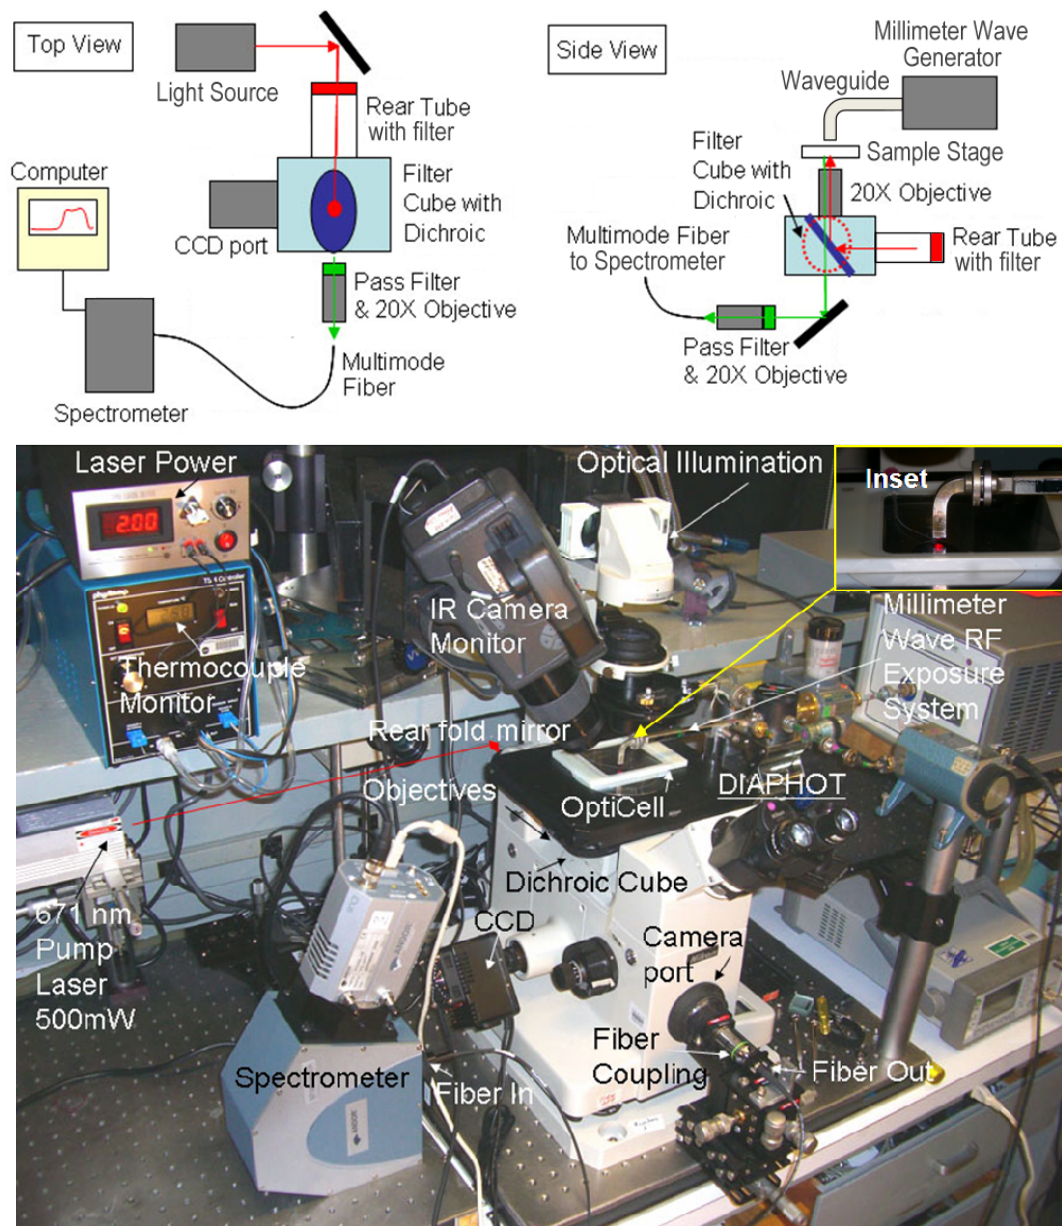 Top View
Light Source
Rear Tube
with filter
Computer
Filter
Cube with
Dichroic
CCD port
Pass Filter
& 20X Objective
Multimode
Fiber
Spectrometer
Side View
Millimeter Wave
Generator
Waveguide
Filter
Cube with
Dichroic
Sample Stage
20X Objective
Multimode Fiber
to Spectrometer
Rear Tube
with filter
Pass Filter
& 20X Objective
Laser Power
2.00
Optical Illumination
Inset
IR Camera
Monitor
Millimeter
Wave RF
Exposure
System
Thermocouple
Monitor
Rear fold mirror
Objectives
OptiCell
DIAPHOT
Dichroic Cube
CCD
671 nm
Pump
Laser
500mW
Camera
port
Spectrometer
Fiber In
Fiber
Coupling
Fiber Out
ANDOR